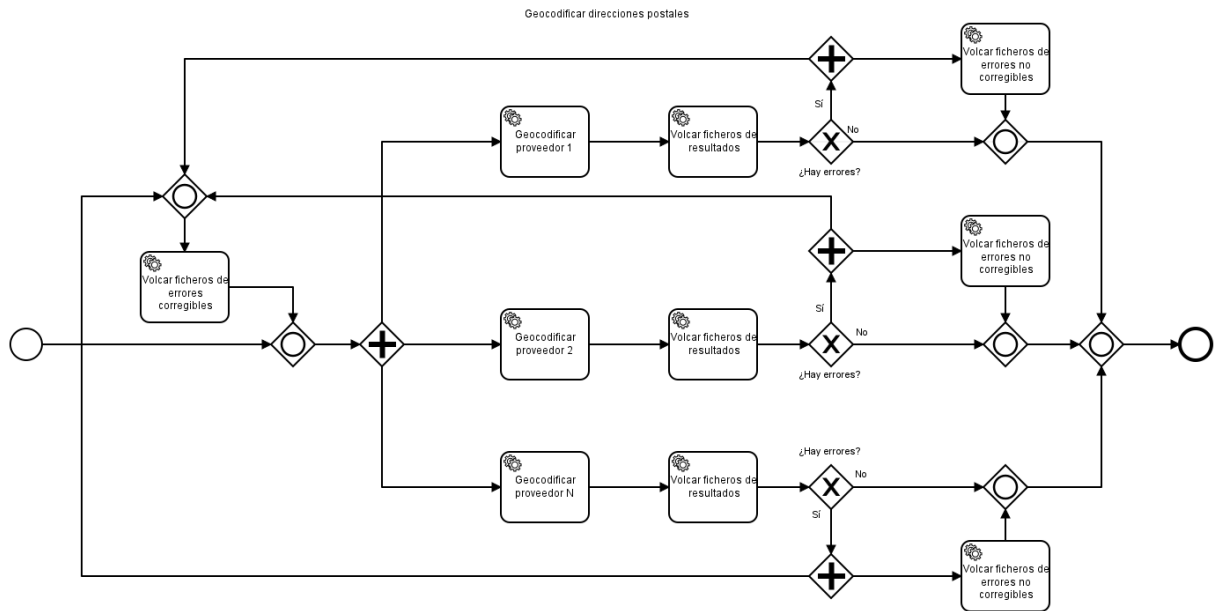 Geocodificar direcciones postales
Volcar ficheros de
errores no
corregibles
Sí
Geocodificar
proveedor 1
Volcar ficheros de
resultados
No
¿Hay errores?
Volcar ficheros de
errores no
corregibles
Volcar ficheros de
errores
corregibles
Sí
Geocodificar
proveedor 2
Volcar ficheros de
resultados
No
¿Hay errores?
¿Hay errores?
Geocodificar
proveedor N
Volcar ficheros de
resultados
No
Sí
Volcar ficheros de
errores no
corregibles